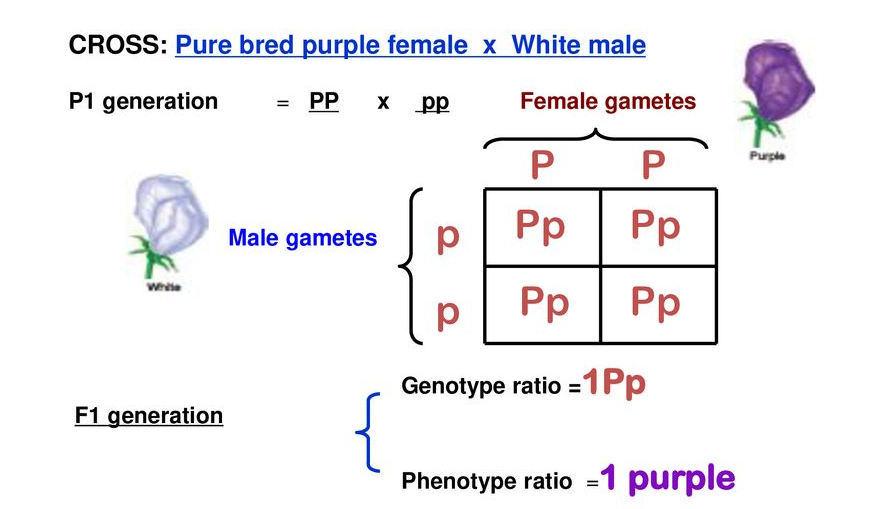 CROSS: Pure bred purple female x White male
P1 generation = PP x pp
Female gametes
Purple
P P
White
Male gametes
p Pp Pp
p Pp Pp
Genotype ratio =1Pp
F1 generation
Phenotype ratio =1 purple